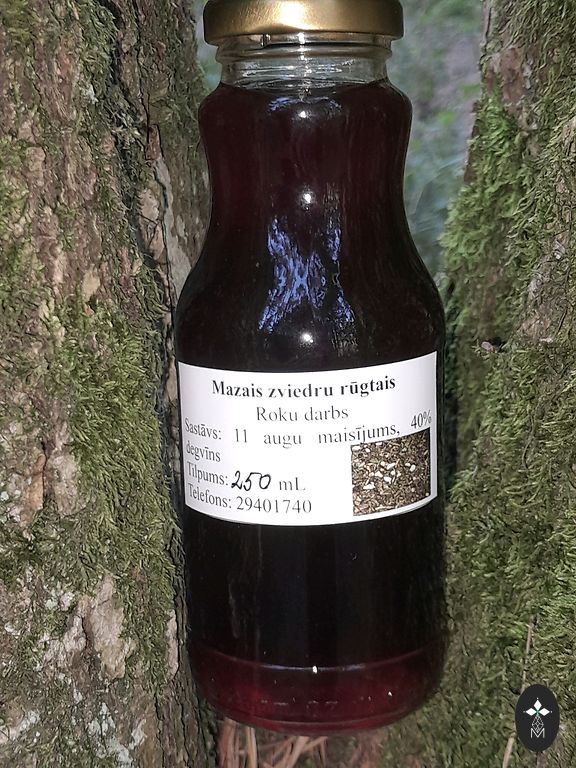 Mazais zviedru rūgtais
Roku darbs
Sastāvs: 11 augu maisījums, 40%
degvīns
Tilpums: 250 mL
Telefons: 29401740
M